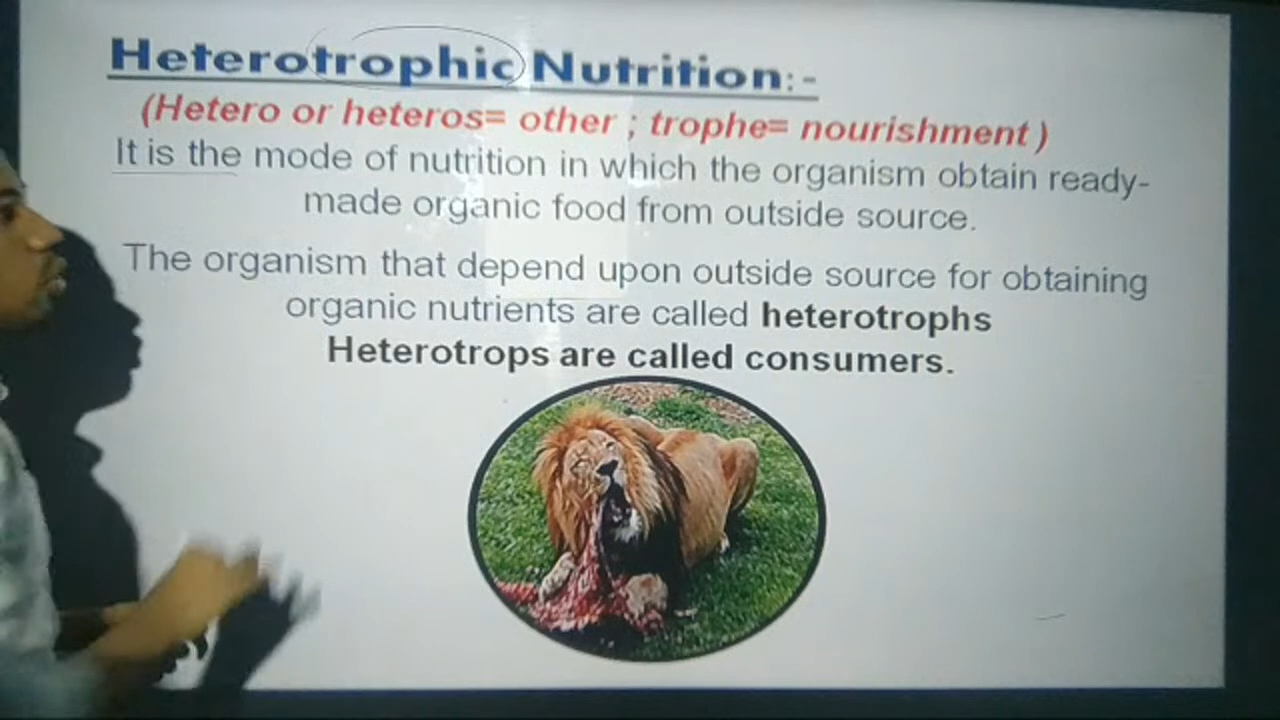 Heterotrophic Nutrition:-
(Hetero or heteros= other ; trophe= nourishment )
It is the mode of nutrition in which the organism obtain ready-
made organic food from outside source.
The organism that depend upon outside source for obtaining
organic nutrients are called heterotrophs
Heterotrops are called consumers.